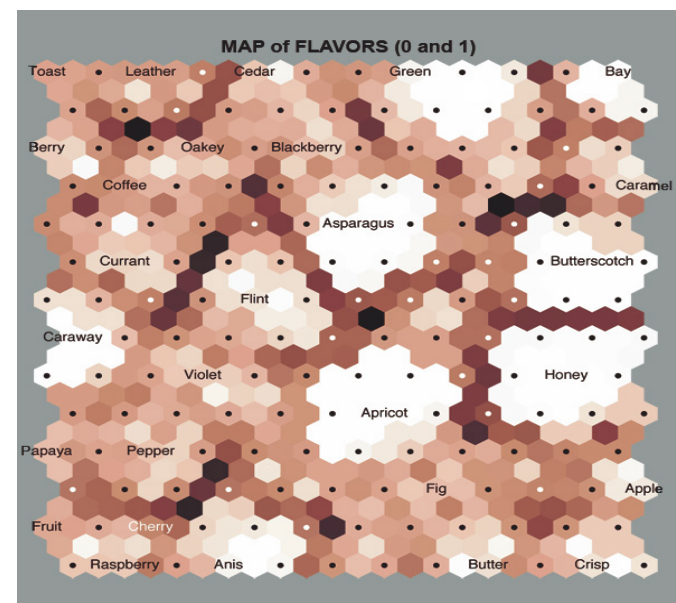 MAP of FLAVORS (0 and 1)
Toast Leather Cedar Green Bay
Berry Oakey Blackberry
Coffee Caramel
Asparagus
Currant Butterscotch
Flint
Caraway
Violet Honey
Apricot
Papaya Pepper
Fig Apple
Fruit Cherry
Raspberry Anis Butter Crisp